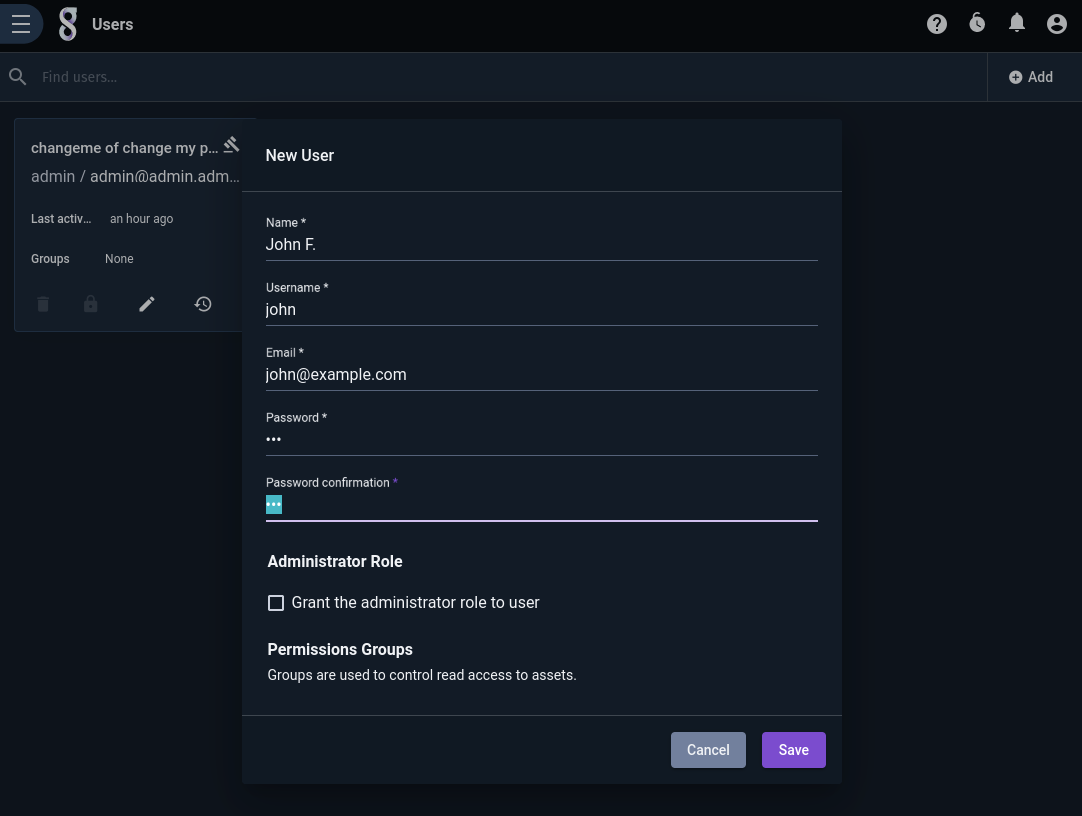 Users
Find users...
Add
changeme of change my p...
admin / admin@admin.adm...
Last activ... an hour ago
Groups None
New User
Name *
John F.
Username *
john
Email *
john@example.com
Password *
•••
Password confirmation *
•••
Administrator Role
Grant the administrator role to user
Permissions Groups
Groups are used to control read access to assets.
Cancel Save